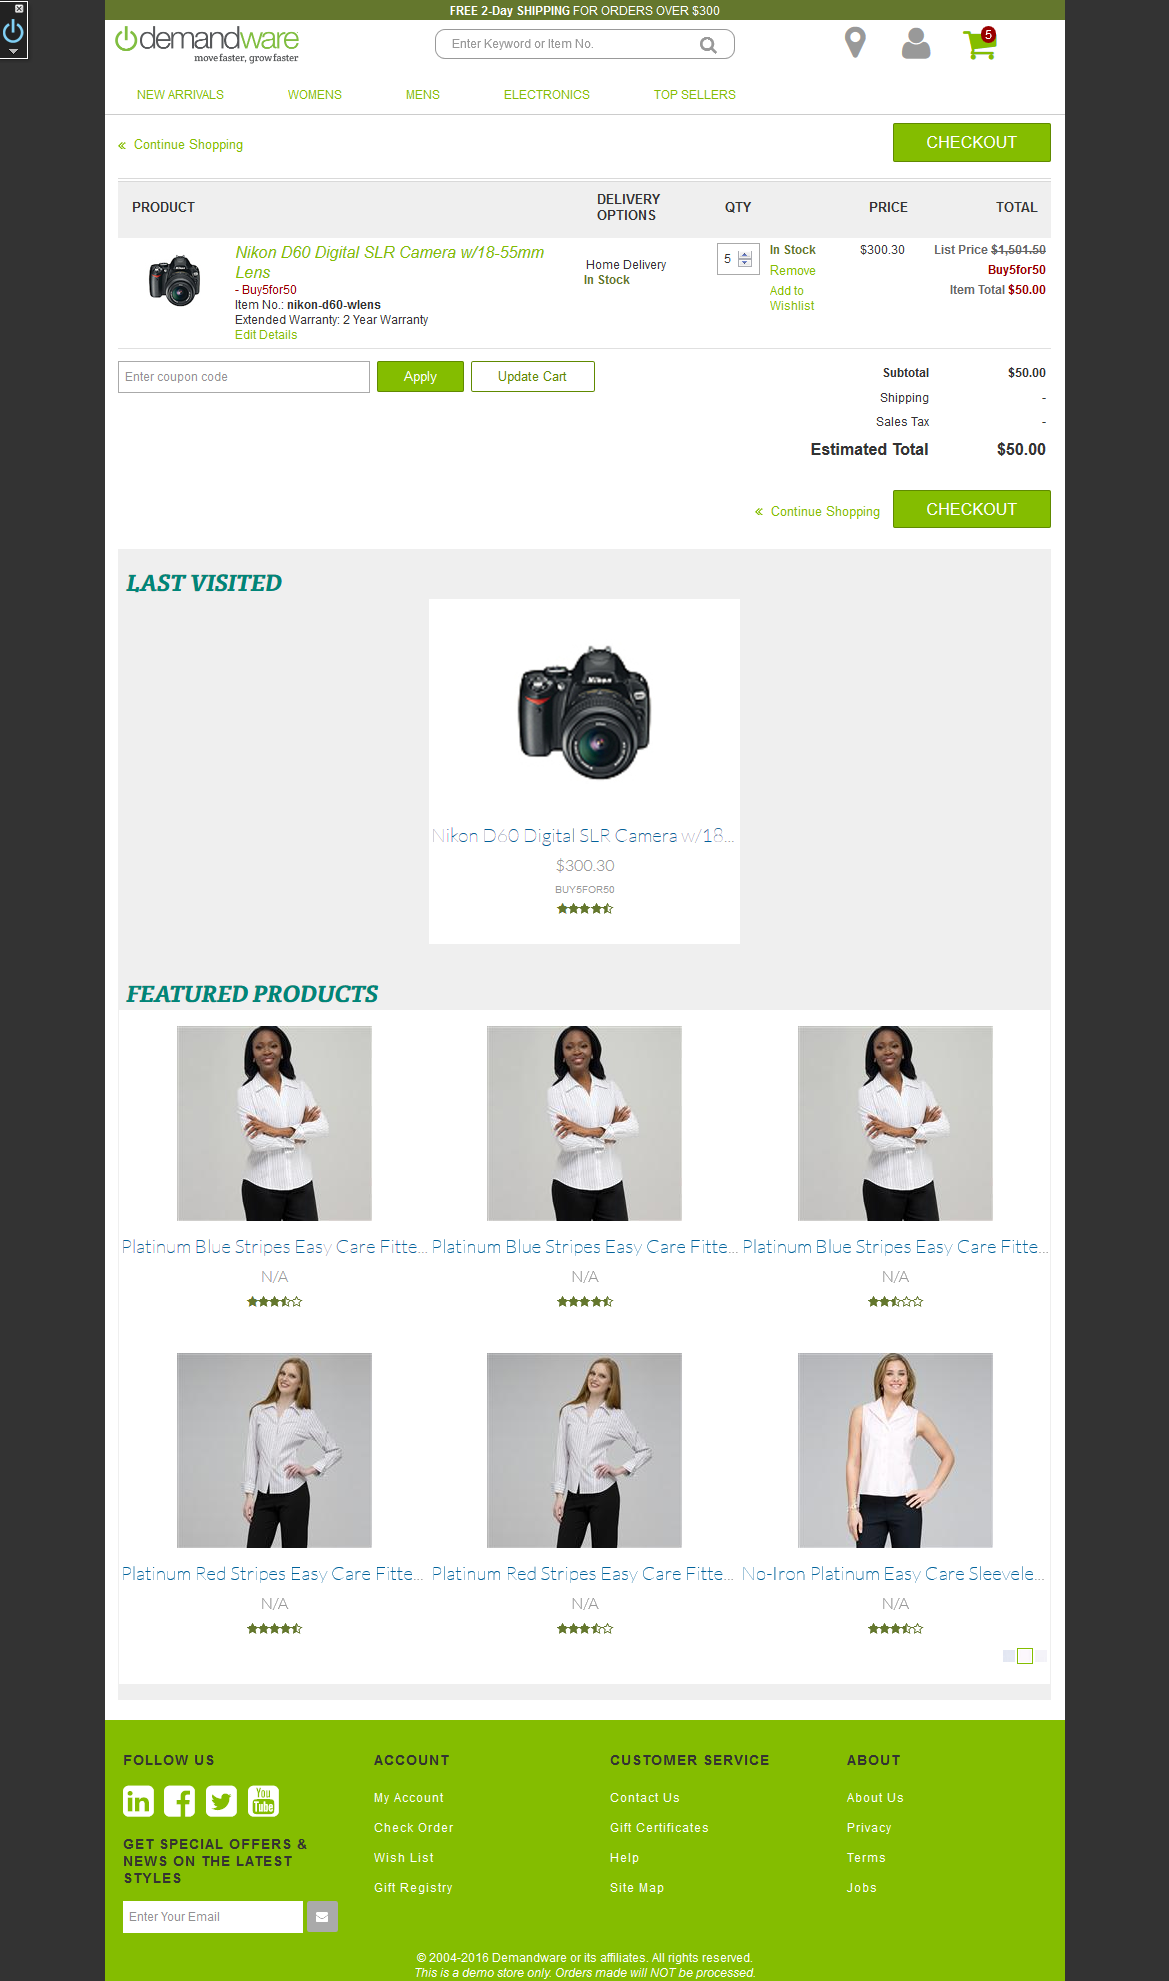 FREE 2-Day SHIPPING FOR ORDERS OVER $300
demandware
move faster, grow faster
Enter Keyword or Item No.
5
NEW ARRIVALS WOMENS MENS ELECTRONICS TOP SELLERS
« Continue Shopping
CHECKOUT
PRODUCT DELIVERY OPTIONS QTY PRICE TOTAL
Nikon D60 Digital SLR Camera w/18-55mm
Lens
- Buy5for50
Item No.: nikon-d60-wlens
Extended Warranty: 2 Year Warranty
Edit Details
Home Delivery
In Stock
5
In Stock
Remove
Add to
Wishlist
$300.30
List Price $1,501.50
Buy5for50
Item Total $50.00
Enter coupon code
Apply
Update Cart
Subtotal $50.00
Shipping -
Sales Tax -
Estimated Total $50.00
« Continue Shopping
CHECKOUT
LAST VISITED
Nikon
Nikon D60 Digital SLR Camera w/18...
$300.30
BUY5FOR50
FEATURED PRODUCTS
Platinum Blue Stripes Easy Care Fitte... Platinum Blue Stripes Easy Care Fitte... Platinum Blue Stripes Easy Care Fitte...
N/A N/A N/A
Platinum Red Stripes Easy Care Fitte... Platinum Red Stripes Easy Care Fitte... No-Iron Platinum Easy Care Sleevele...
N/A N/A N/A
FOLLOW US
in f You Tube
GET SPECIAL OFFERS &
NEWS ON THE LATEST
STYLES
Enter Your Email
ACCOUNT
My Account
Check Order
Wish List
Gift Registry
CUSTOMER SERVICE
Contact Us
Gift Certificates
Help
Site Map
ABOUT
About Us
Privacy
Terms
Jobs
© 2004-2016 Demandware or its affiliates. All rights reserved.
This is a demo store only. Orders made will NOT be processed.